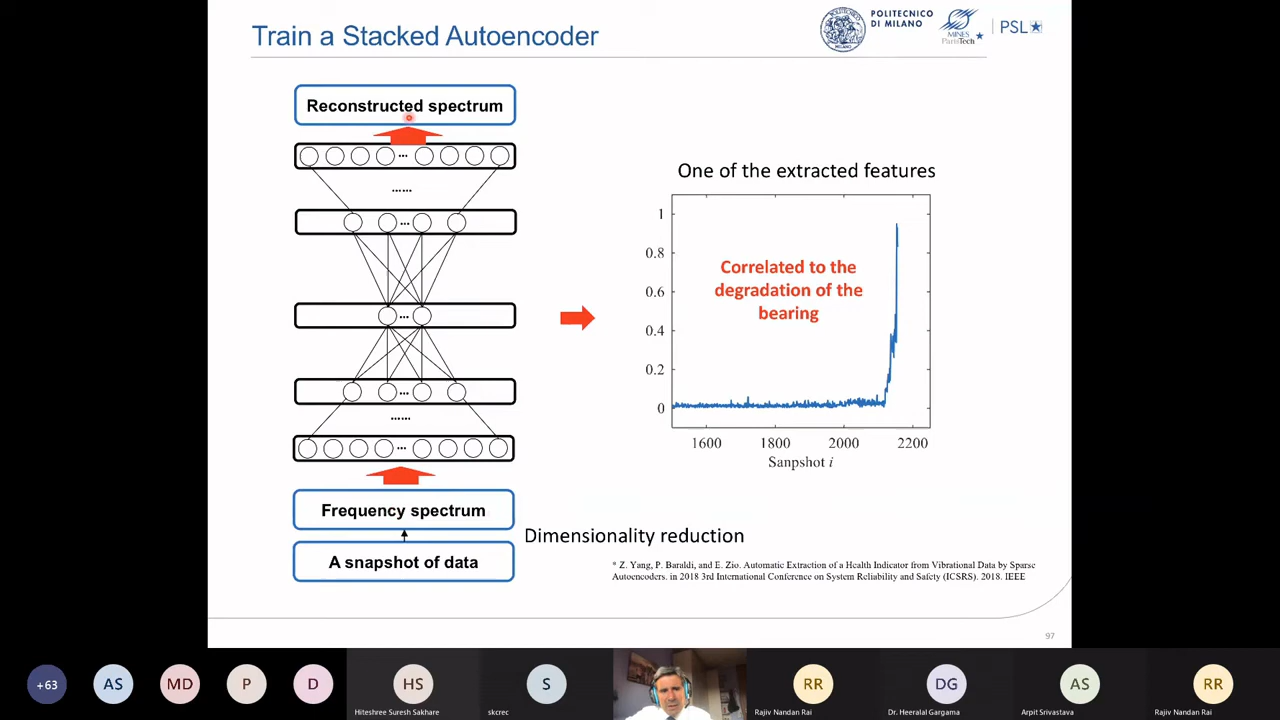 Train a Stacked Autoencoder
POLITECNICO
DI MILANO
MINES
ParisTech
PSL
Reconstructed spectrum
...
......
...
...
...
......
...
Frequency spectrum
A snapshot of data
Dimensionality reduction
One of the extracted features
Correlated to the
degradation of the
bearing
1
0.8
0.6
0.4
0.2
0
1600 1800 2000 2200
Sanpshot i
* Z. Yang, P. Baraldi, and E. Zio. Automatic Extraction of a Health Indicator from Vibrational Data by Sparse
Autoencoders. in 2018 3rd International Conference on System Reliability and Safety (ICSRS). 2018. IEEE
97
+63 AS MD P D HS S RR DG AS RR
Hiteshree Suresh Sakhare skcrec Rajiv Nandan Rai Dr. Heeralal Gargama Arpit Srivastava Rajiv Nandan Rai